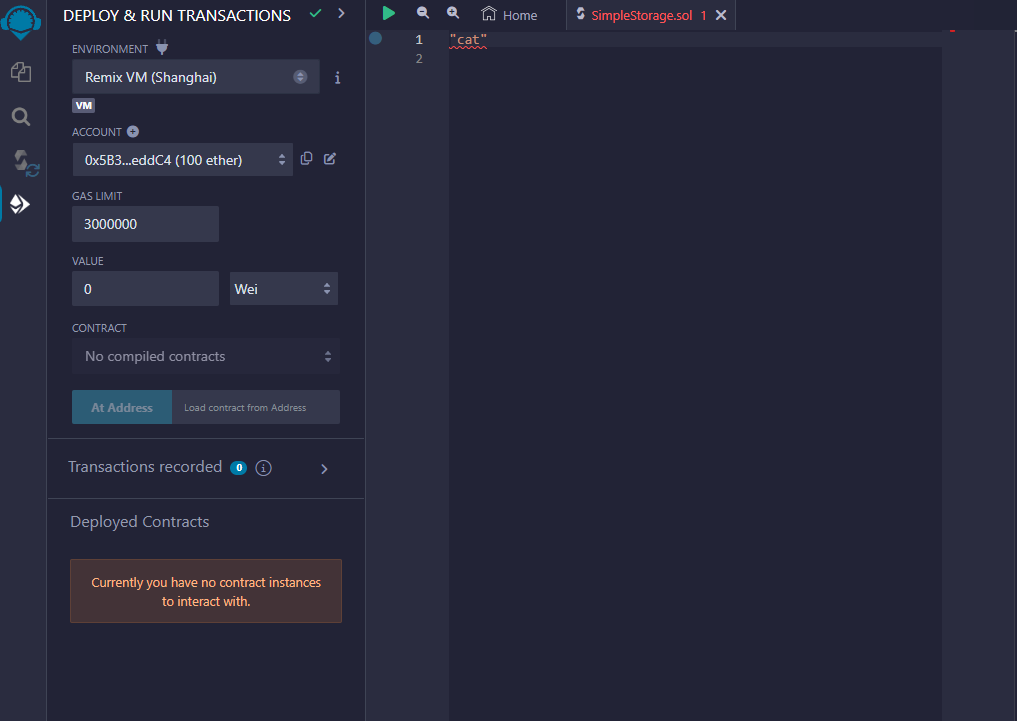 DEPLOY & RUN TRANSACTIONS
ENVIRONMENT
Remix VM (Shanghai)
VM
ACCOUNT
0x5B3...eddC4 (100 ether)
GAS LIMIT
3000000
VALUE
0
Wei
CONTRACT
No compiled contracts
At Address
Load contract from Address
Transactions recorded 0
Deployed Contracts
Currently you have no contract instances
to interact with.
Home
SimpleStorage.sol 1
1 "cat"
2